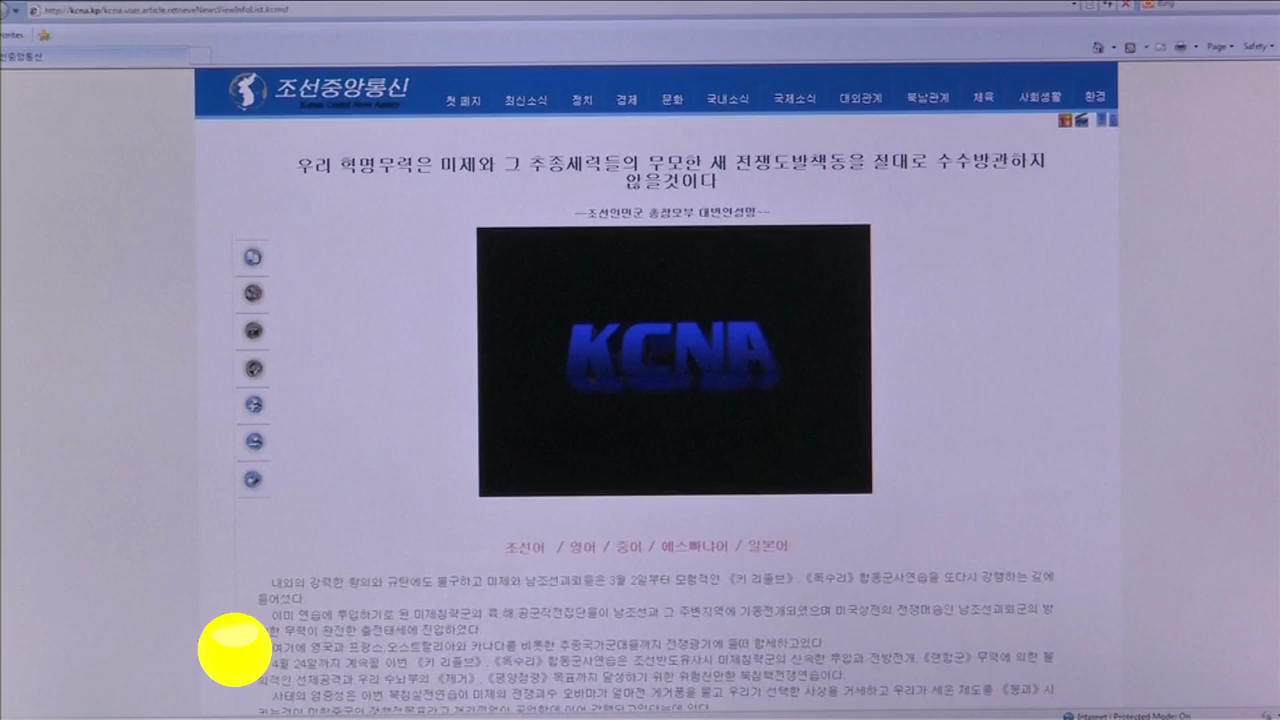 http://kcna.kp/kcna.user.article.retrieveNewsViewInfoList.kcmsf
Page
Safety
조선중앙통신
Korean Central News Agency
첫 페지 최신소식 정치 경제 문화 국내소식 국제소식 대외관계 북남관계 체육 사회생활 환경
우리 혁명무력은 미제와 그 추종세력들의 무모한 새 전쟁도발책동을 절대로 수수방관하지
않을것이다
--조선인민군 총참모부 대변인성명--
KCNA
조선어 / 영어 / 중어 / 에스빠냐어 / 일본어
내외의 강력한 항의와 규탄에도 불구하고 미제와 남조선괴뢰들은 3월 2일부터 모험적인 《키 리졸브》, 《독수리》합동군사연습을 또다시 강행하는 길에
들어섰다.
이미 연습에 투입하기로 된 미제침략군의 륙,해,공군작전집단들이 남조선과 그 주변지역에 기동전개되였으며 미국상전의 전쟁머슴인 남조선괴뢰군의 방
한 무력이 완전한 출전태세에 진입하였다.
여기에 영국과 프랑스,오스트랄리아와 카나다를 비롯한 추종국가군대들까지 전쟁광기에 들떠 합세하고있다.
4월 24일까지 계속될 이번 《키 리졸브》, 《독수리》합동군사연습은 조선반도유사시 미제침략군의 신속한 투입과 전방전개, 《련합군》무력에 의한 불
의적인 선제공격과 우리 수뇌부의 《제거》, 《평양점령》목표까지 달성하기 위한 위험천만한 북침핵전쟁연습이다.
사태의 엄중성은 이번 북침실전연습이 미제의 전쟁괴수 오바마가 얼마전 게거품을 물고 우리가 선택한 사상을 거세하고 우리가 세운 제도를 《붕괴》시
Internet | Protected Mode: On